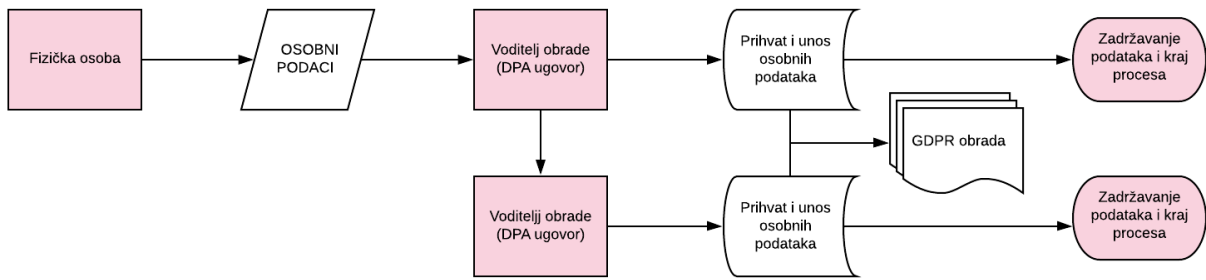 Fizička osoba
OSOBNI
PODACI
Voditelj obrade
(DPA ugovor)
Prihvat i unos
osobnih
podataka
Zadržavanje
podataka i kraj
procesa
GDPR obrada
Voditeljj obrade
(DPA ugovor)
Prihvat i unos
osobnih
podataka
Zadržavanje
podataka i kraj
procesa